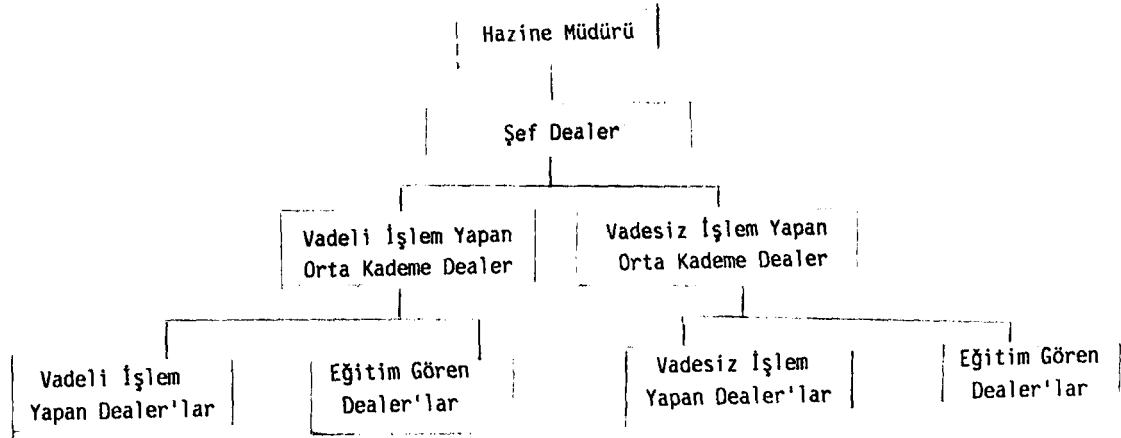 Hazine Müdürü
Şef Dealer
Vadeli İşlem Yapan
Orta Kademe Dealer
Vadesiz İşlem Yapan
Orta Kademe Dealer
Vadeli İşlem
Yapan Dealer'lar
Eğitim Gören
Dealer'lar
Vadesiz İşlem
Yapan Dealer'lar
Eğitim Gören
Dealer'lar